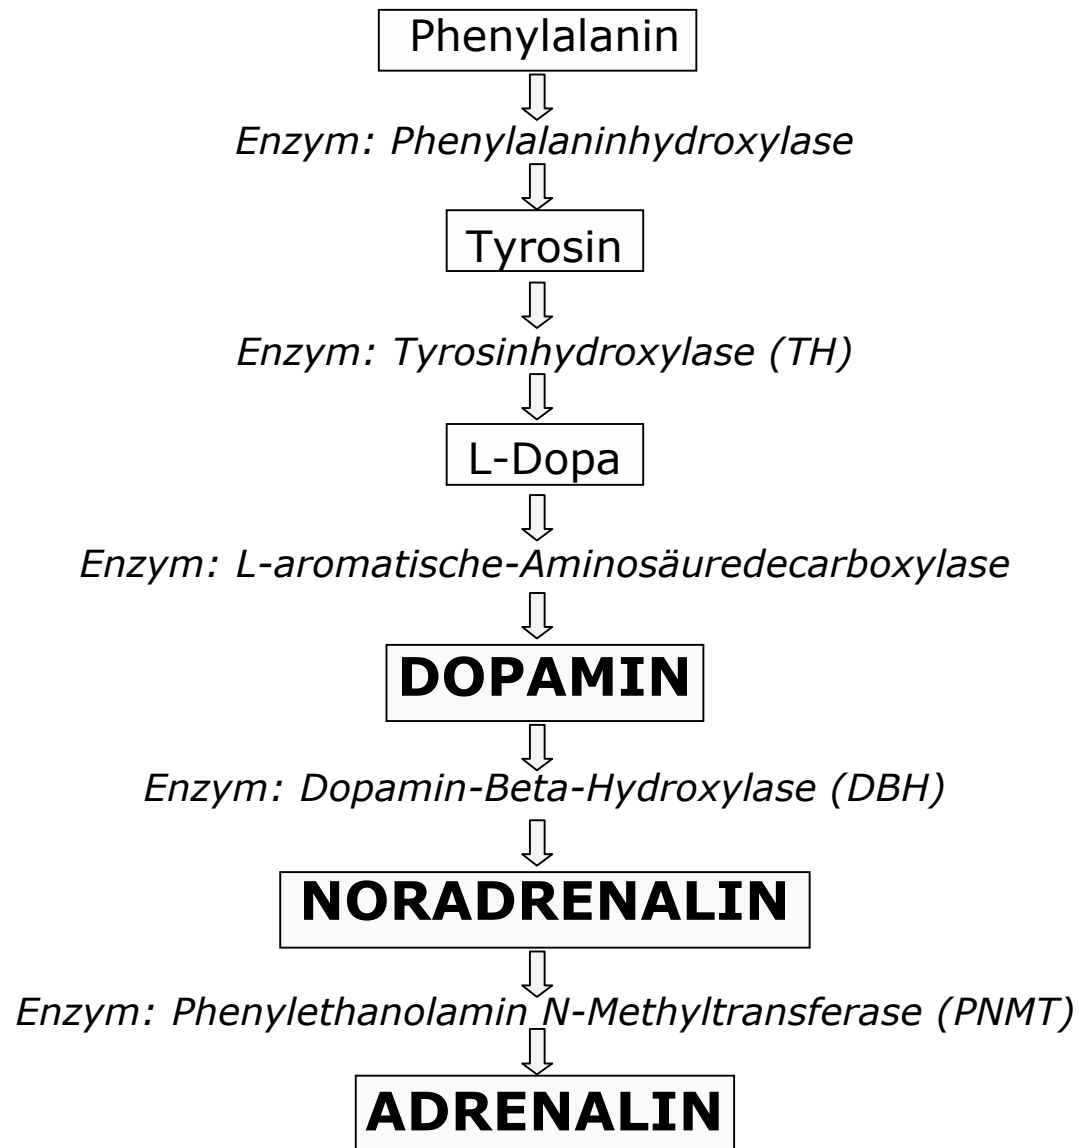 Phenylalanin
Enzym: Phenylalaninhydroxylase
Tyrosin
Enzym: Tyrosinhydroxylase (TH)
L-Dopa
Enzym: L-aromatische-Aminosäuredecarboxylase
DOPAMIN
Enzym: Dopamin-Beta-Hydroxylase (DBH)
NORADRENALIN
Enzym: Phenylethanolamin N-Methyltransferase (PNMT)
ADRENALIN